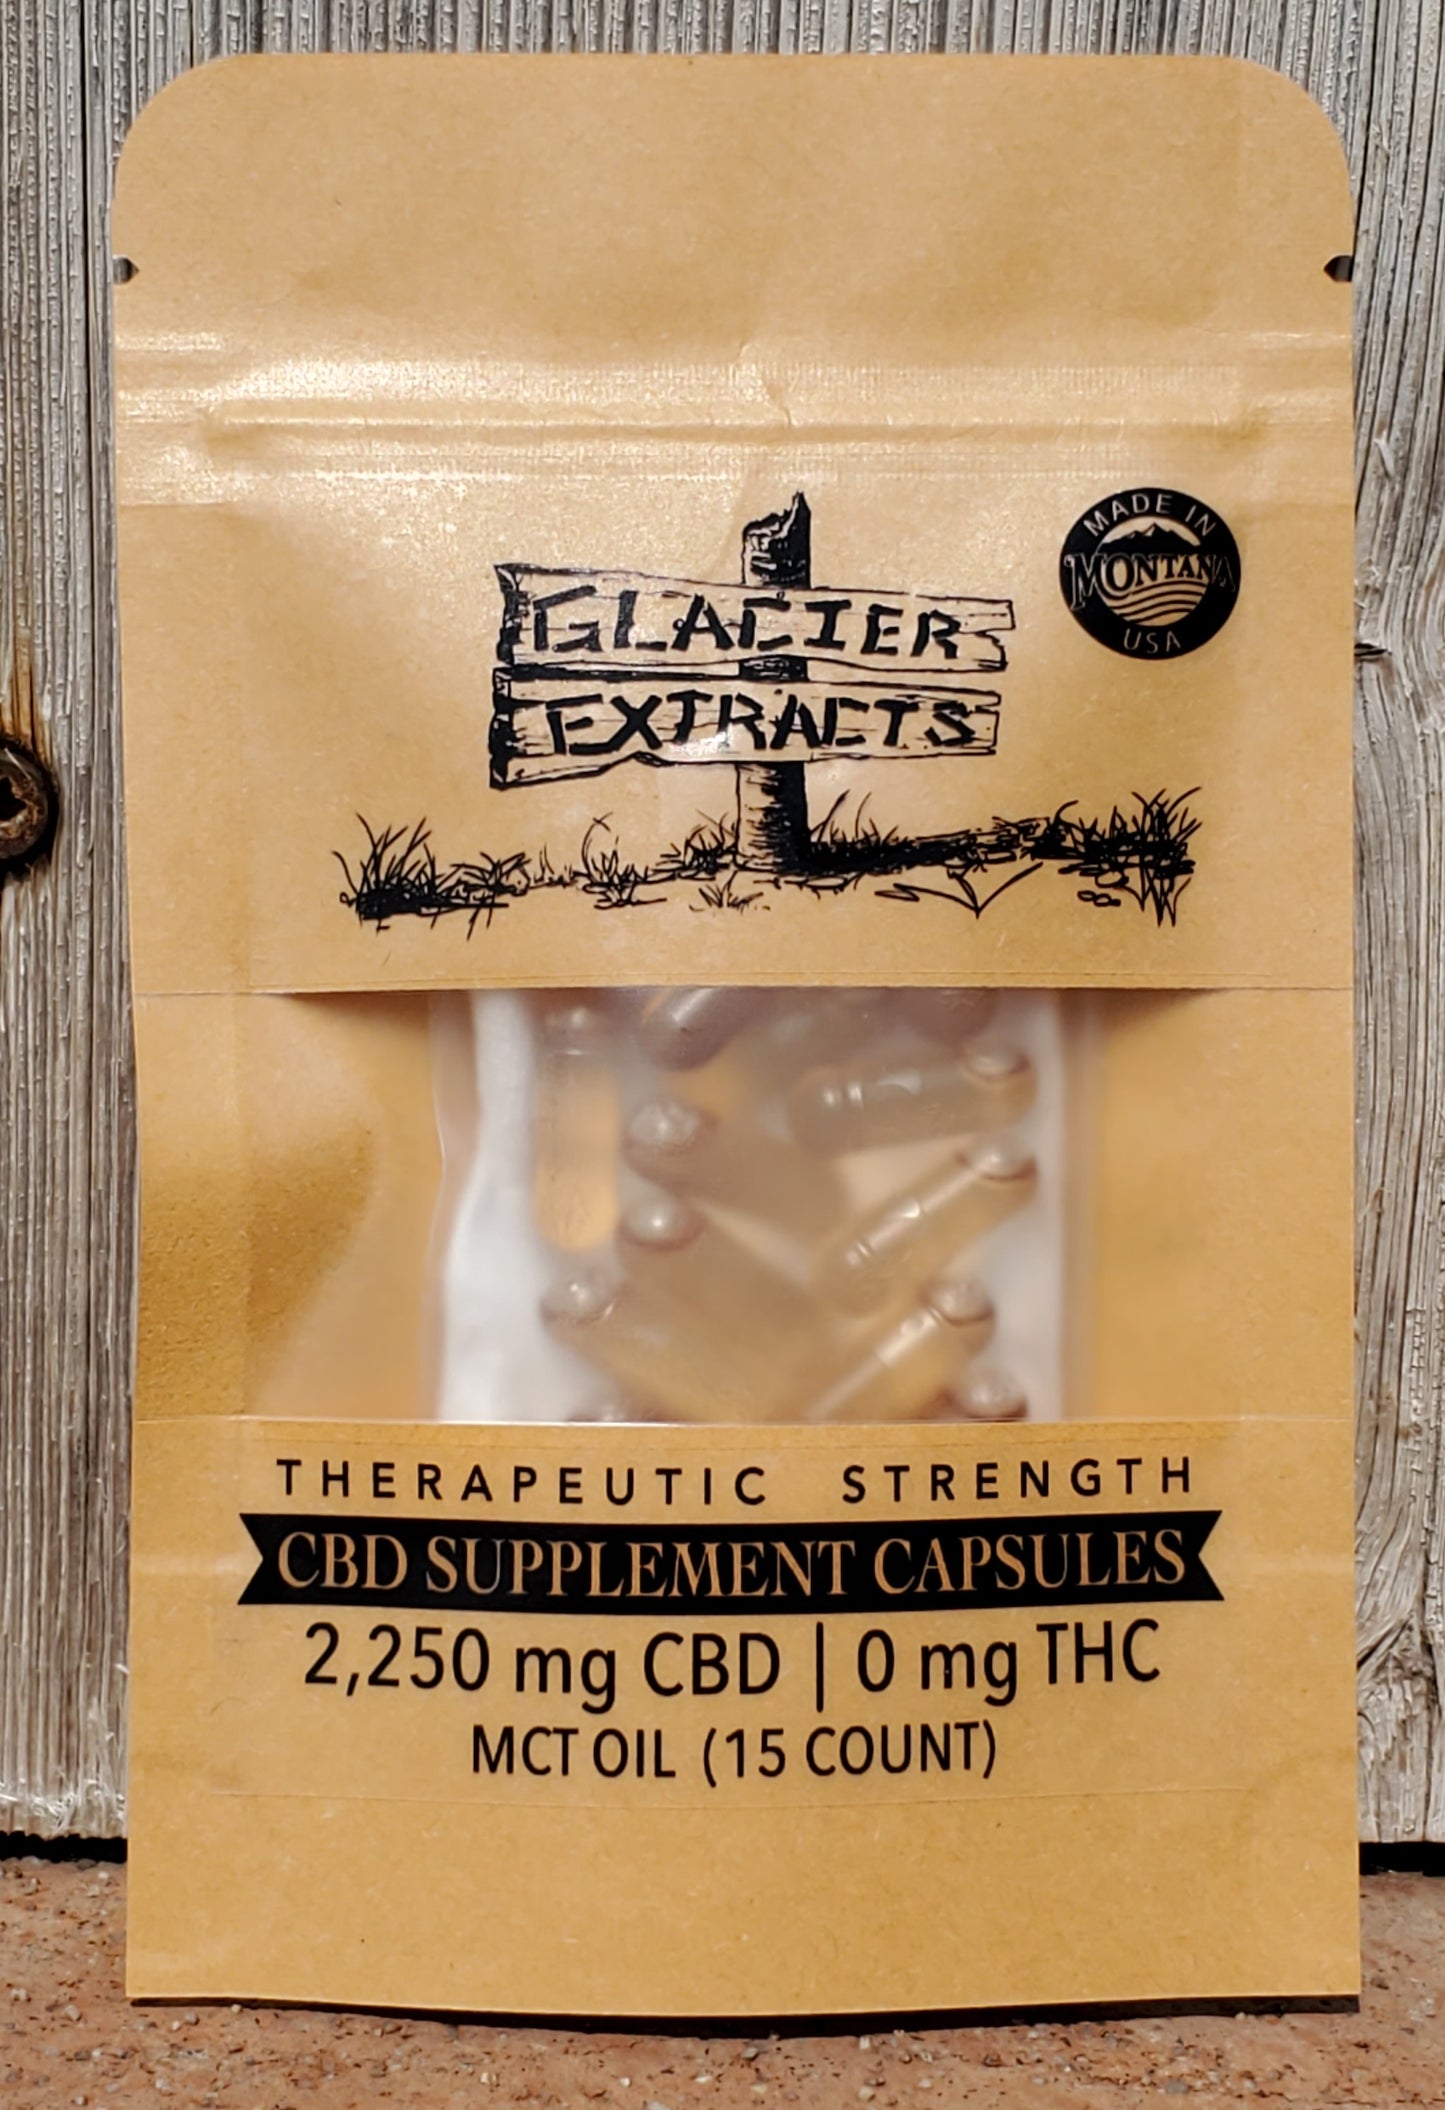 GLACIER
EXTRACTS
MADE IN
MONTANA
USA
THERAPEUTIC STRENGTH
CBD SUPPLEMENT CAPSULES
2,250 mg CBD | 0 mg THC
MCT OIL (15 COUNT)